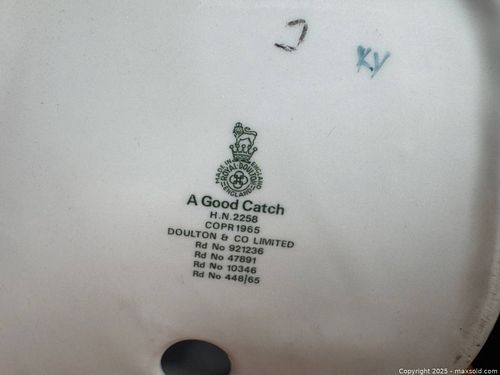 KY
MADE IN ENGLAND
ROYAL DOULTON
ENGLAND
A Good Catch
H.N.2258
COPR 1965
DOULTON & CO LIMITED
Rd No 921236
Rd No 47891
Rd No 10346
Rd No 448/65
Copyright 2025 - maxsold.com